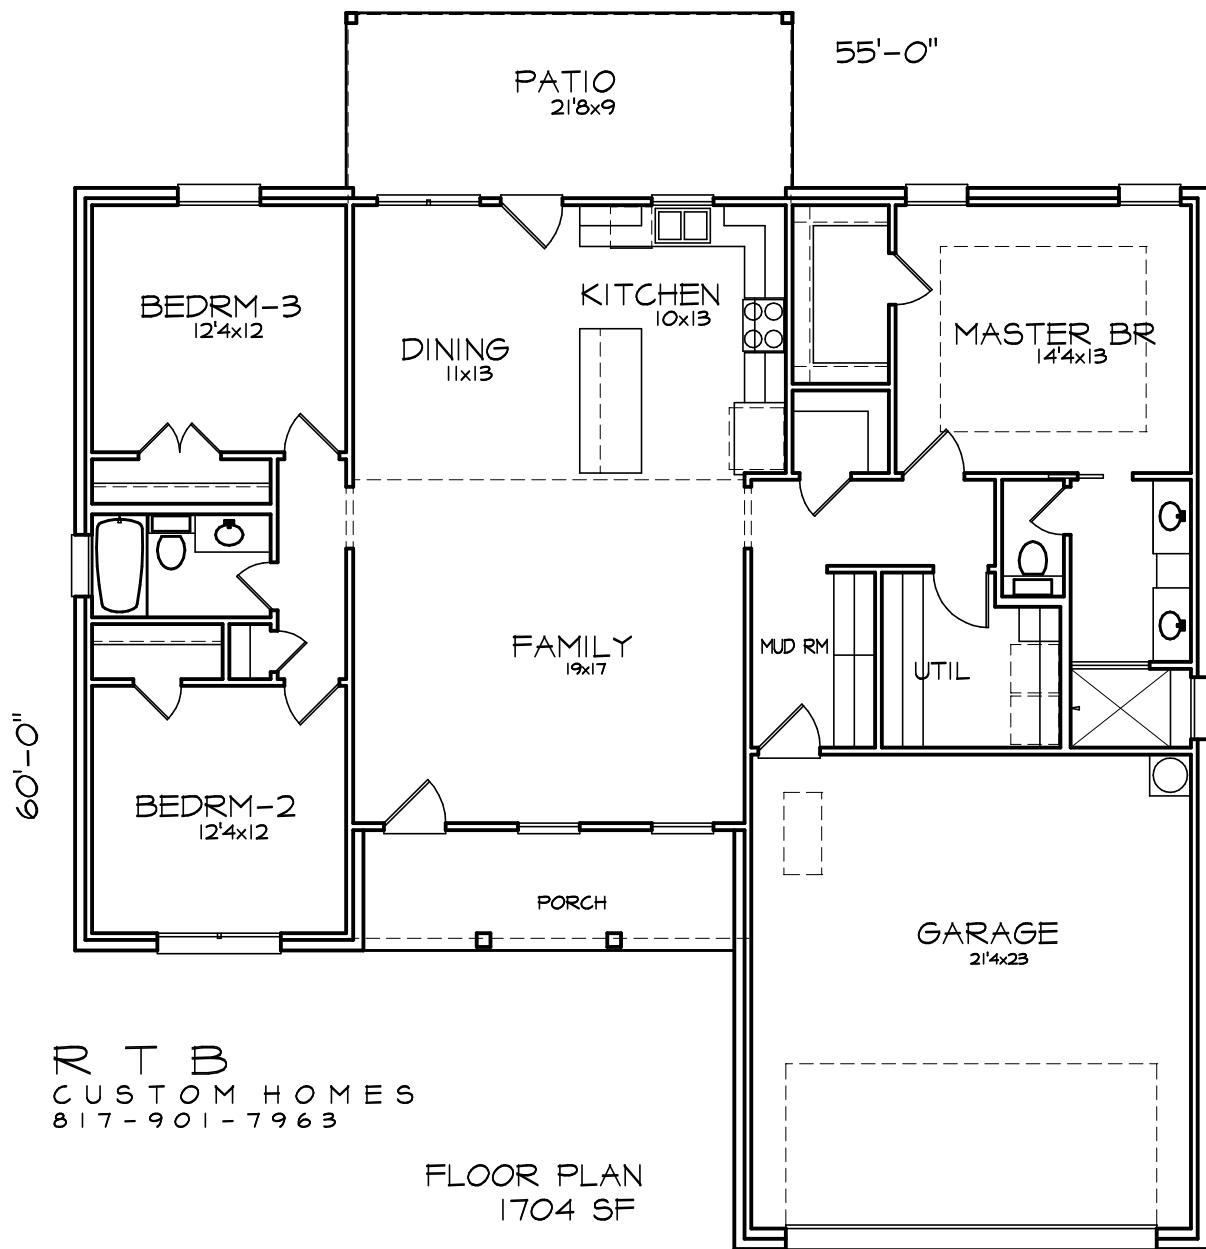 55'-0"
PATIO
21'8x9
BEDRM-3
12'4x12
KITCHEN
10x13
DINING
11x13
MASTER BR
14'4x13
FAMILY
19x17
MUD RM
UTIL
60'-0"
BEDRM-2
12'4x12
PORCH
GARAGE
21'4x23
R T B
CUSTOM HOMES
817-901-7963
FLOOR PLAN
1704 SF